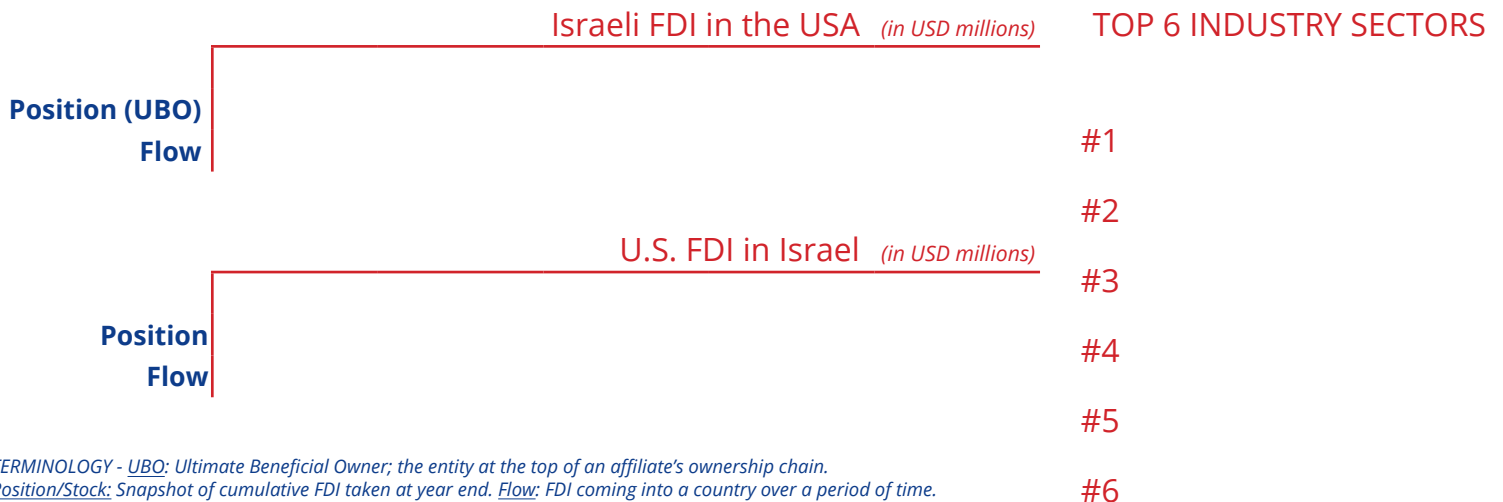 Israeli FDI in the USA (in USD millions)
Position (UBO)
Flow
U.S. FDI in Israel (in USD millions)
Position
Flow
TERMINOLOGY - UBO: Ultimate Beneficial Owner; the entity at the top of an affiliate's ownership chain.
Position/Stock: Snapshot of cumulative FDI taken at year end. Flow: FDI coming into a country over a period of time.
TOP 6 INDUSTRY SECTORS
#1
#2
#3
#4
#5
#6